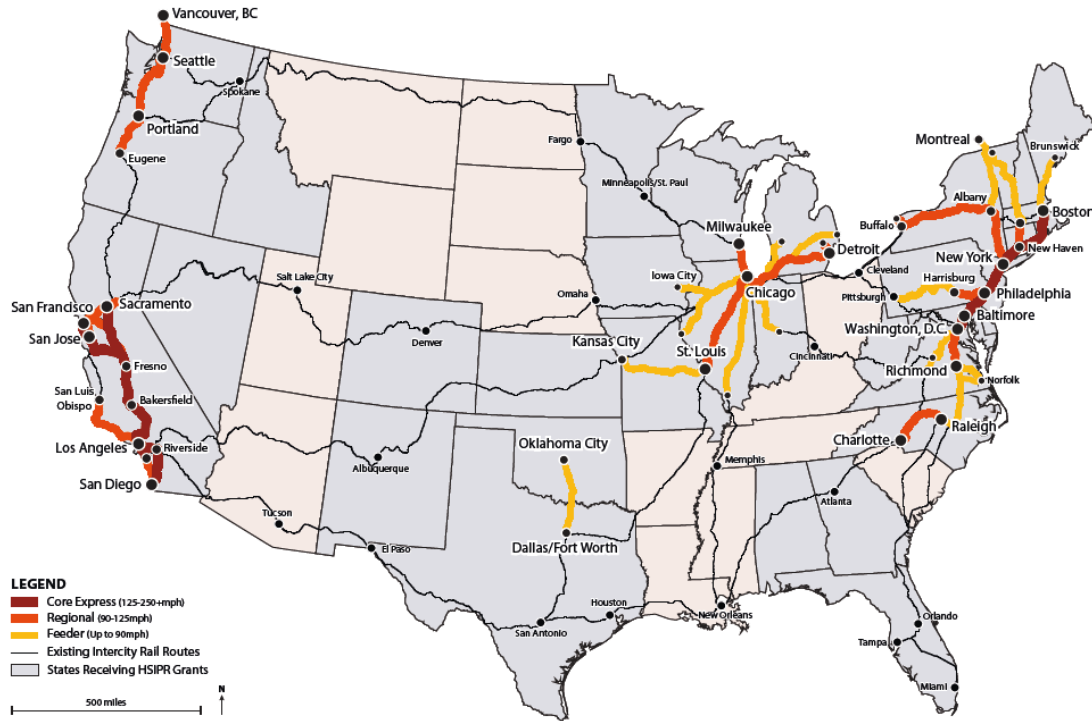 Vancouver, BC
Seattle
Spokane
Portland
Eugene
Fargo
Minneapolis/St. Paul
Montreal
Brunswick
Albany
Boston
Buffalo
New Haven
Milwaukee
Detroit
New York
Cleveland
Iowa City
Chicago
Harrisburg
Pittsburgh
Philadelphia
Baltimore
Salt Lake City
Omaha
San Francisco
Sacramento
San Jose
Denver
Kansas City
St. Louis
Cincinnati
Washington, D.C.
Richmond
Norfolk
Fresno
San Luis,
Obispo
Bakersfield
Los Angeles
Riverside
San Diego
Albuquerque
Oklahoma City
Memphis
Charlotte
Raleigh
Atlanta
Tucson
El Paso
Dallas/Fort Worth
Houston
San Antonio
New Orleans
Orlando
Tampa
Miami
LEGEND
Core Express (125-250+mph)
Regional (90-125mph)
Feeder (Up to 90mph)
Existing Intercity Rail Routes
States Receiving HSIPR Grants
500 miles
N